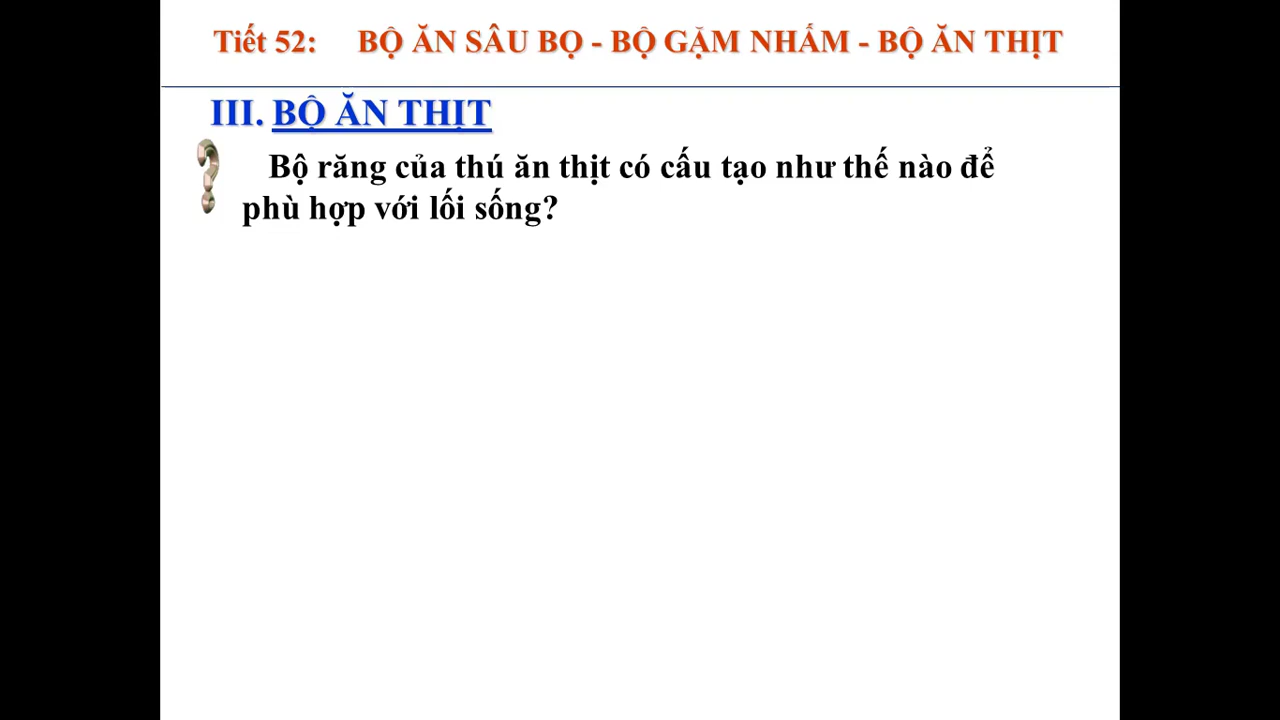 Tiết 52: BỘ ĂN SÂU BỌ - BỘ GẶM NHẤM - BỘ ĂN THỊT
III. BỘ ĂN THỊT
Bộ răng của thú ăn thịt có cấu tạo như thế nào để
phù hợp với lối sống?